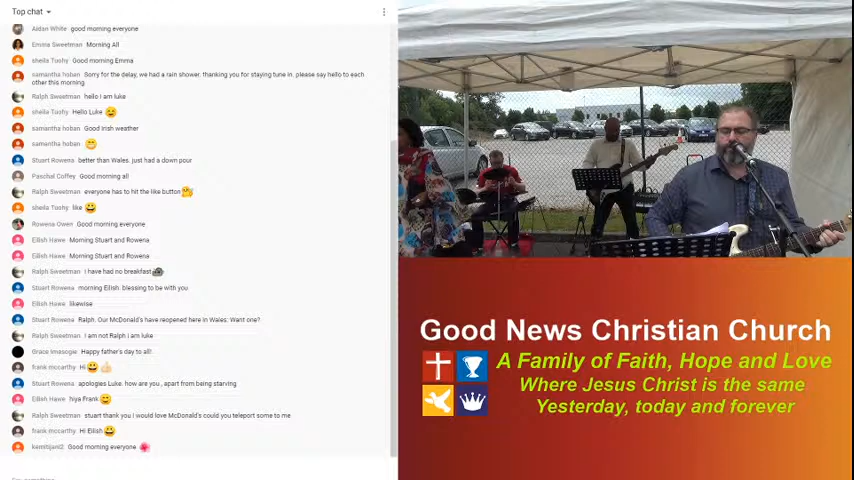 Top chat
Aidan White good morning everyone
Emma Sweetman Morning All
sheila Tushy Good morning Emma
samantha hoban Sorry for the delay, we had a rain shower. thanking you for staying tune in. please say hello to each
other this morning
Ralph Sweetman hello I am luke
sheila Tushy Hello Luke 😉
samantha hoban Good Irish weather
samantha hoban 😁
Stuart Rowena better than Wales. just had a down pour
Paschal Coffey Good morning all
Ralph Sweetman everyone has to hit the like button
sheila Tushy like 😀
Rowena Owen Good morning everyone
Eilish Hawe Morning Stuart and Rowena
Eilish Hawe Morning Stuart and Rowena
Ralph Sweetman I have had no breakfast
Stuart Rowena morning Eilish. blessing to be with you
Eilish Hawe likewise
Stuart Rowena Ralph. Our McDonald's have reopened here in Wales. Want one?
Ralph Sweetman I am not Ralph i am luke
Grace Imasogie Happy father's day to all!
frank mccarthy Hi 😀 👍
Stuart Rowena apologies Luke. how are you , apart from being starving
Eilish Hawe hiya Frank 😊
Ralph Sweetman stuart thank you I would love McDonald's could you teleport some to me
frank mccarthy Hi Eilish 😀
kemitijani2 Good morning everyone 🌺
Good News Christian Church
A Family of Faith, Hope and Love
Where Jesus Christ is the same
Yesterday, today and forever